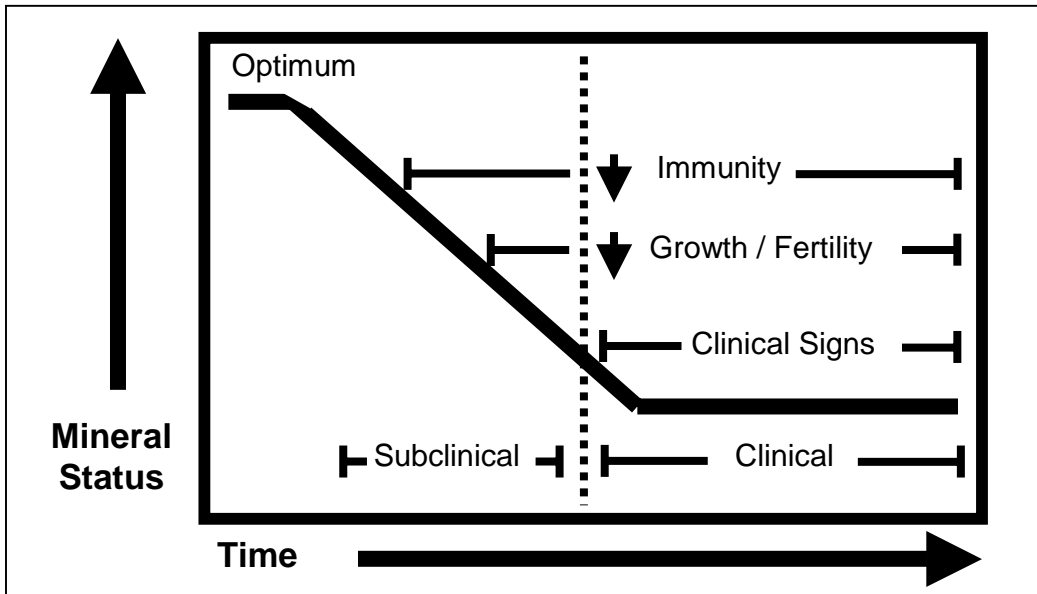 Optimum
Immunity
Growth / Fertility
Clinical Signs
Subclinical
Clinical
Mineral
Status
Time